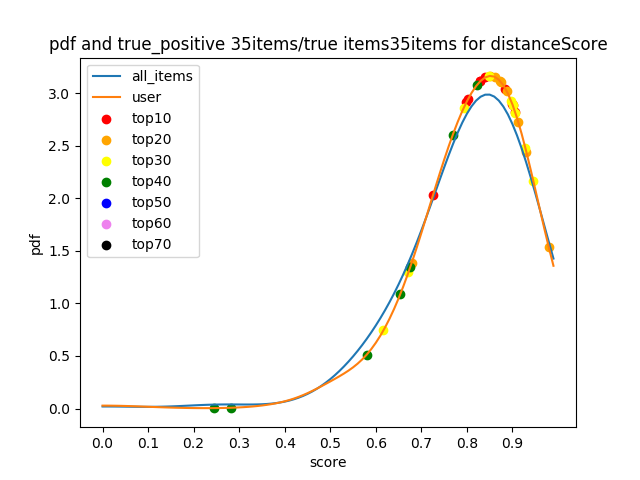 pdf and true_positive 35items/true items35items for distanceScore
all_items
user
top10
top20
top30
top40
top50
top60
top70
pdf
3.0
2.5
2.0
1.5
1.0
0.5
0.0
0.0 0.1 0.2 0.3 0.4 0.5 0.6 0.7 0.8 0.9
score